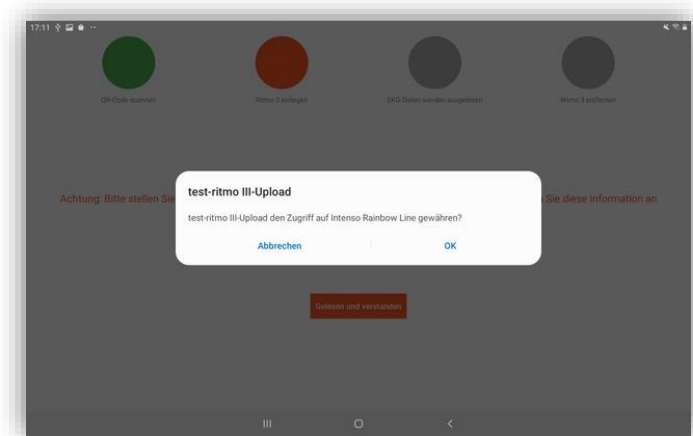 17:11
QR-Code scannen
Ritmo 3 einlegen
EKG-Daten werden ausgelesen
Ritmo 3 entfernen
Achtung: Bitte stellen Sie
Sie diese Information an
test-ritmo III-Upload
test-ritmo III-Upload den Zugriff auf Intenso Rainbow Line gewähren?
Abbrechen
OK
Gelesen und verstanden